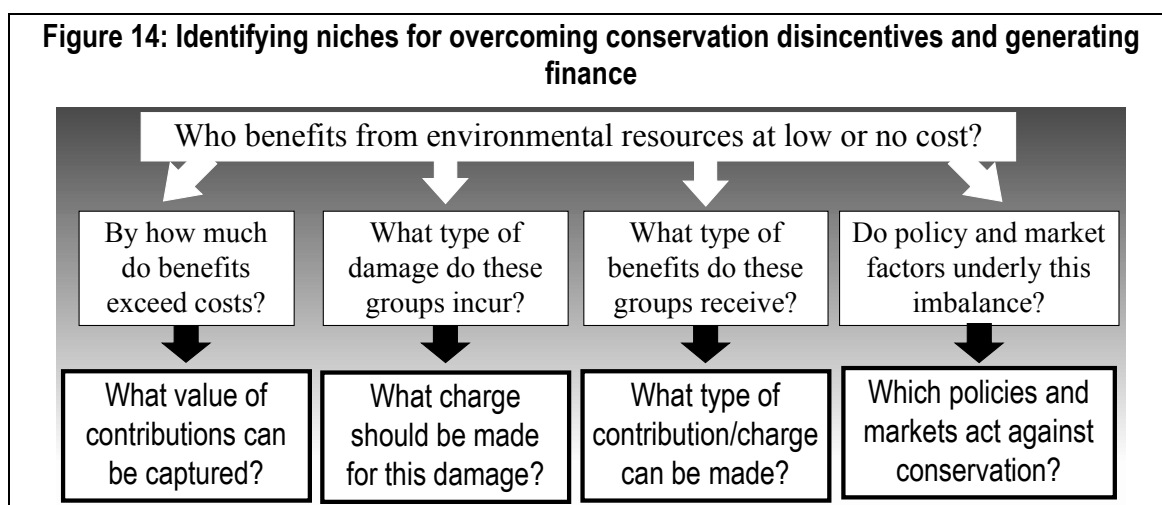 Figure 14: Identifying niches for overcoming conservation disincentives and generating
finance
Who benefits from environmental resources at low or no cost?
By how much
do benefits
exceed costs?
What type of
damage do these
groups incur?
What type of
benefits do these
groups receive?
Do policy and market
factors underly this
imbalance?
What value of
contributions can
be captured?
What charge
should be made
for this damage?
What type of
contribution/charge
can be made?
Which policies and
markets act against
conservation?